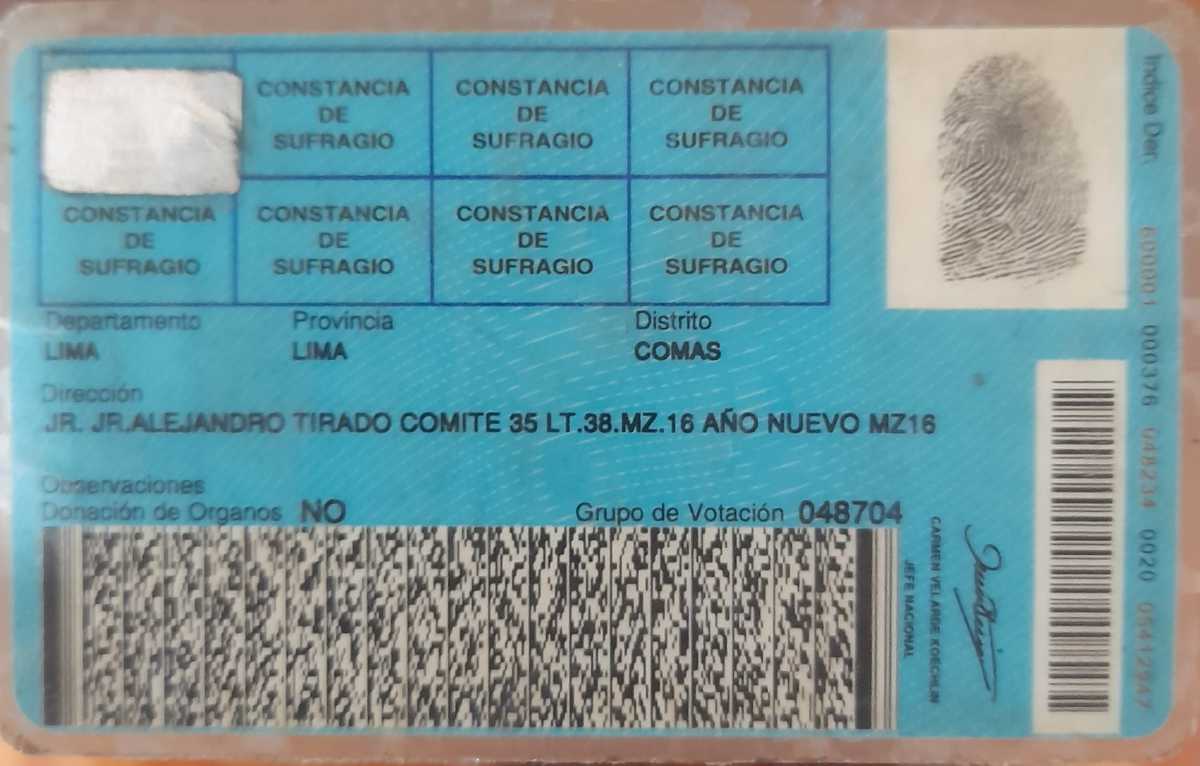 CONSTANCIA DE SUFRAGIO
CONSTANCIA DE SUFRAGIO
CONSTANCIA DE SUFRAGIO
CONSTANCIA DE SUFRAGIO
CONSTANCIA DE SUFRAGIO
CONSTANCIA DE SUFRAGIO
CONSTANCIA DE SUFRAGIO
Departamento Provincia Distrito
LIMA LIMA COMAS
Dirección
JR. JR.ALEJANDRO TIRADO COMITE 35 LT.38.MZ.16 AÑO NUEVO MZ16
Observaciones
Donación de Organos NO Grupo de Votación 048704
CARMEN VELARDE KOECHLIN
JEFE NACIONAL
Indice Der.
000376 048234 0020